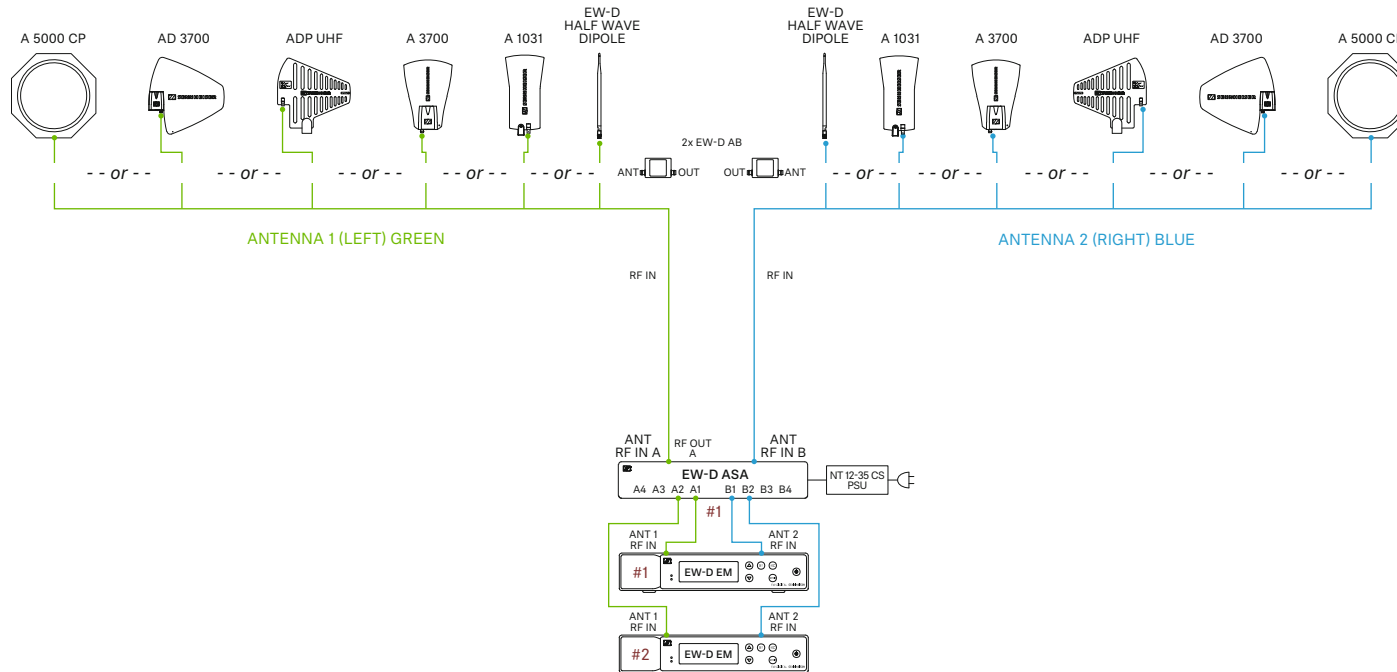 EW-D
HALF WAVE
DIPOLE
EW-D
HALF WAVE
DIPOLE
A 5000 CP
AD 3700
ADP UHF
A 3700
A 1031
A 1031
A 3700
ADP UHF
AD 3700
A 5000 C
2x EW-D AB
ANT
OUT
OUT
ANT
- - or - -
- - or - -
- - or - -
- - or - -
- - or - -
- - or - -
- - or - -
- - or - -
- - or - -
- - or - -
ANTENNA 1 (LEFT) GREEN
ANTENNA 2 (RIGHT) BLUE
RF IN
RF IN
ANT
RF IN A
RF OUT
A
ANT
RF IN B
EW-D ASA
A4 A3 A2 A1 B1 B2 B3 B4
NT 12-35 CS
PSU
#1
ANT 1
RF IN
ANT 2
RF IN
#1
EW-D EM
ANT 1
RF IN
ANT 2
RF IN
#2
EW-D EM